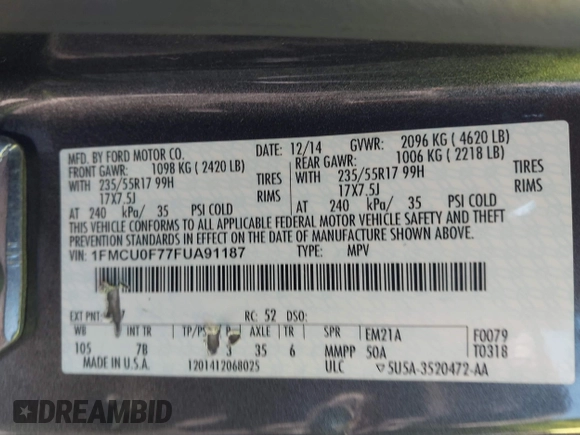 MFD. BY FORD MOTOR CO.
DATE: 12/14 GVWR: 2096 KG ( 4620 LB)
FRONT GAWR: 1098 KG ( 2420 LB) REAR GAWR: 1006 KG ( 2218 LB)
WITH 235/55R17 99H TIRES WITH 235/55R17 99H TIRES
17X7.5J RIMS 17X7.5J RIMS
AT 240 kPa/ 35 PSI COLD AT 240 kPa/ 35 PSI COLD
THIS VEHICLE CONFORMS TO ALL APPLICABLE FEDERAL MOTOR VEHICLE SAFETY AND THEFT
PREVENTION STANDARDS IN EFFECT ON THE DATE OF MANUFACTURE SHOWN ABOVE.
VIN: 1FMCU0F77FUA91187 TYPE: MPV
EXT PNT: RC: 52 DSO:
WB INT TR TP/PS AXLE TR SPR EM21A F0079
105 7B 3 35 6 MMPP 50A T0318
MADE IN U.S.A. 1201412068025 ULC 5U5A-3520472-AA
DREAMBID